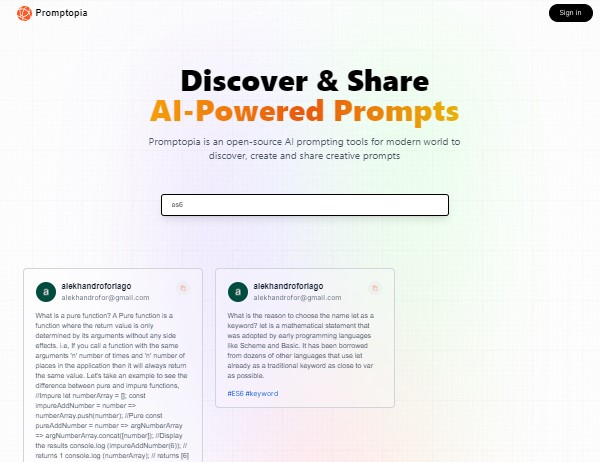 Promptopia
Sign in
Discover & Share
AI-Powered Prompts
Promptopia is an open-source AI prompting tools for modern world to
discover, create and share creative prompts
es6
a
alekhandroforlago
alekhandrofor@gmail.com
What is a pure function? A Pure function is a
function where the return value is only
determined by its arguments without any side
effects. i.e, If you call a function with the same
arguments 'n' number of times and 'n' number of
places in the application then it will always return
the same value. Let's take an example to see the
difference between pure and impure functions,
//Impure let numberArray = []; const
impureAddNumber = number =>
numberArray.push(number); //Pure const
pureAddNumber = number => argNumberArray
=> argNumberArray.concat([number]); //Display
the results console.log (impureAddNumber(6)); //
returns 1 console.log (numberArray); // returns [6]
a
alekhandroforlago
alekhandrofor@gmail.com
What is the reason to choose the name let as a
keyword? let is a mathematical statement that
was adopted by early programming languages
like Scheme and Basic. It has been borrowed
from dozens of other languages that use let
already as a traditional keyword as close to var
as possible.
#ES6 #keyword